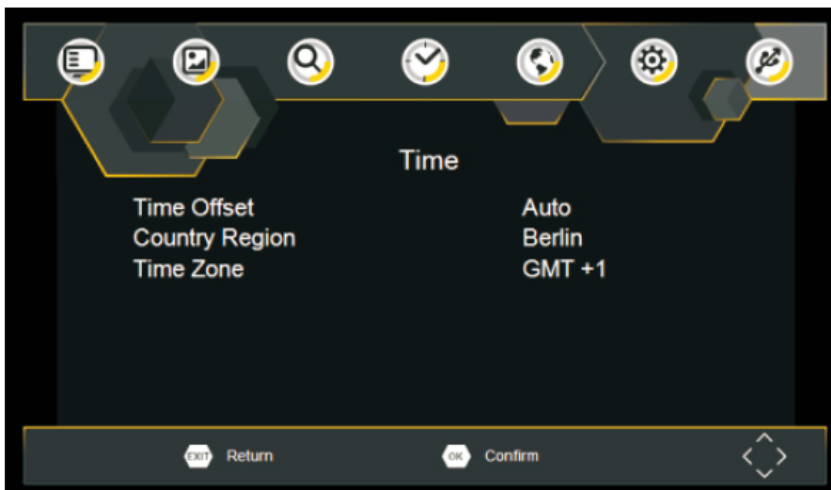 Time
Time Offset Auto
Country Region Berlin
Time Zone GMT +1
EXIT Return OK Confirm